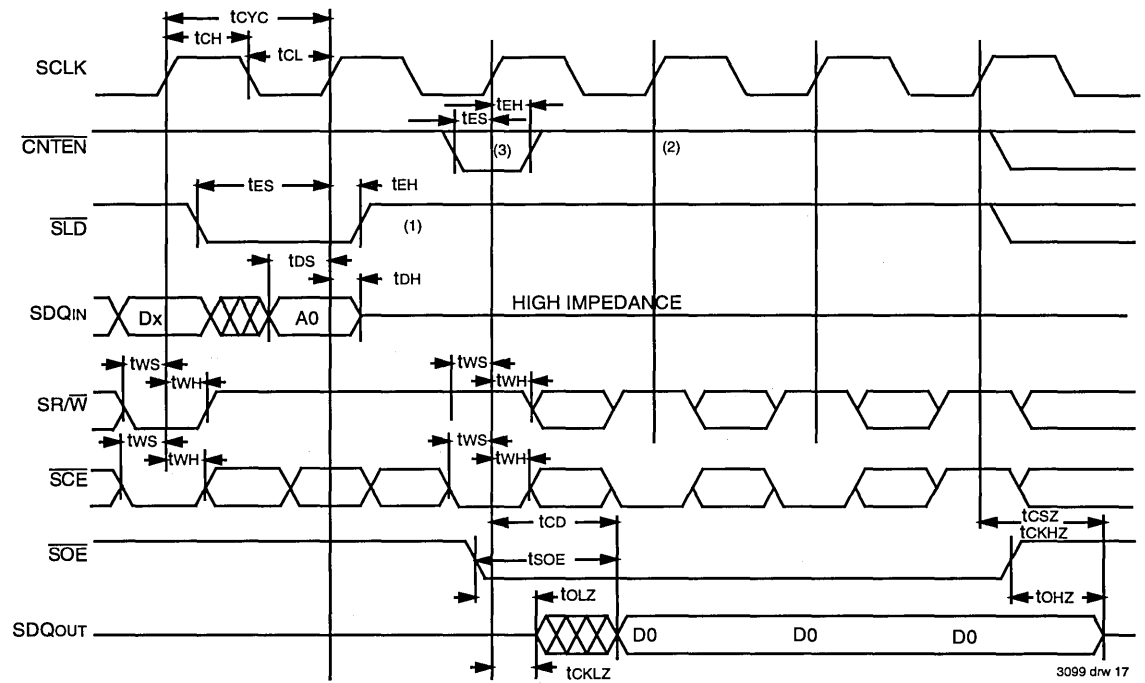 tCYC
tCH
tCL
SCLK
tEH
tES
CNTEN
(3)
(2)
tES
tEH
SLD
(1)
tDS
tDH
SDQIN
Dx
A0
HIGH IMPEDANCE
tWS
tWH
tWS
tWH
SR/W
tWS
tWH
tWS
tWH
SCE
tCD
tCSZ
tCKHZ
SOE
tSOE
tOLZ
tOHZ
SDQOUT
D0
D0
D0
tCKLZ
3099 drw 17